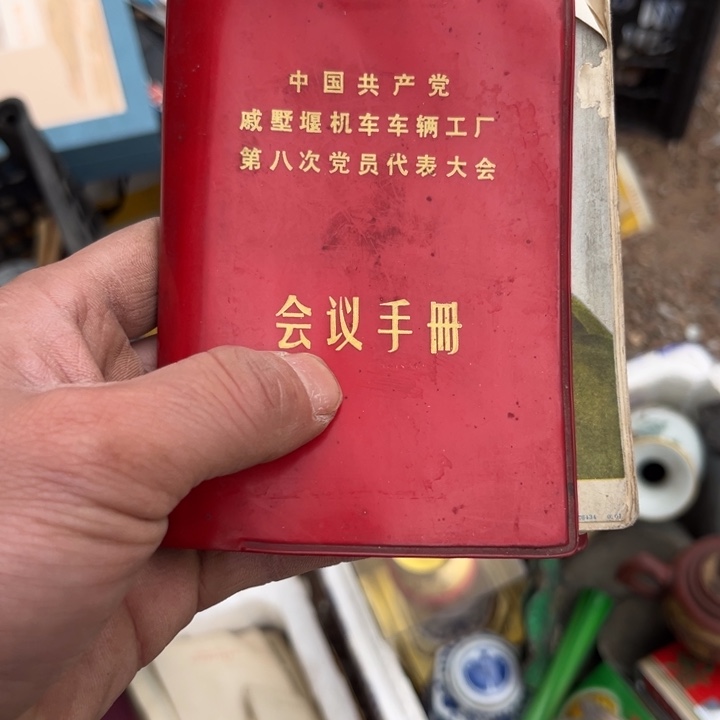 中国共产党
戚墅堰机车车辆工厂
第八次党员代表大会
会议手册